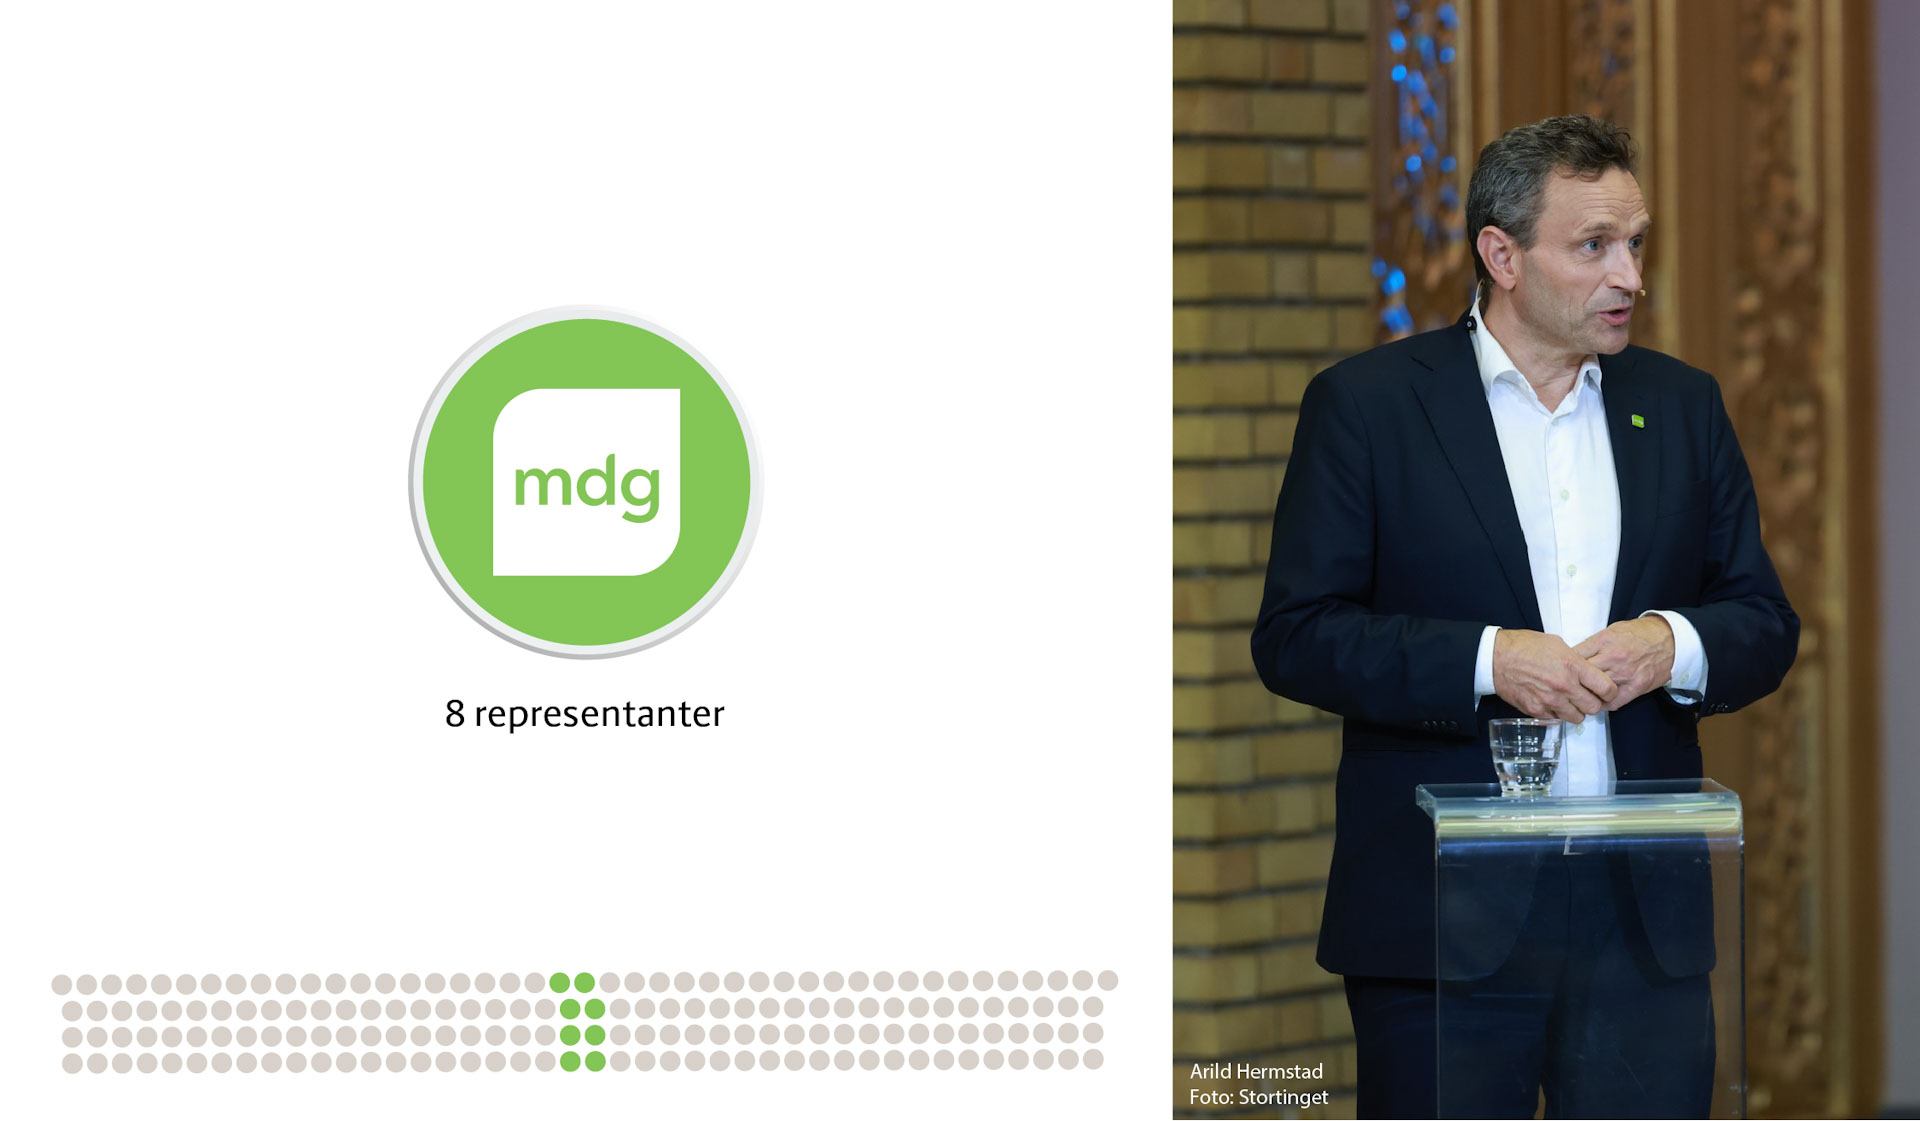 mdg
8 representanter
Arild Hermstad
Foto: Stortinget